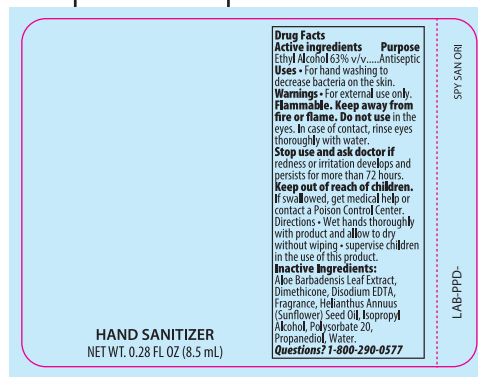 Drug Facts
Active ingredients Purpose
Ethyl Alcohol 63% v/v.....Antiseptic
Uses • For hand washing to
decrease bacteria on the skin.
Warnings • For external use only.
Flammable. Keep away from
fire or flame. Do not use in the
eyes. In case of contact, rinse eyes
thoroughly with water.
Stop use and ask doctor if
redness or irritation develops and
persists for more than 72 hours.
Keep out of reach of children.
If swallowed, get medical help or
contact a Poison Control Center.
Directions • Wet hands thoroughly
with product and allow to dry
without wiping • supervise children
in the use of this product.
Inactive Ingredients:
Aloe Barbadensis Leaf Extract,
Dimethicone, Disodium EDTA,
Fragrance, Helianthus Annuus
(Sunflower) Seed Oil, Isopropyl
Alcohol, Polysorbate 20,
Propanediol, Water.
Questions? 1-800-290-0577
HAND SANITIZER
NET WT. 0.28 FL OZ (8.5 mL)
SPY SAN ORI
LAB-PPD-